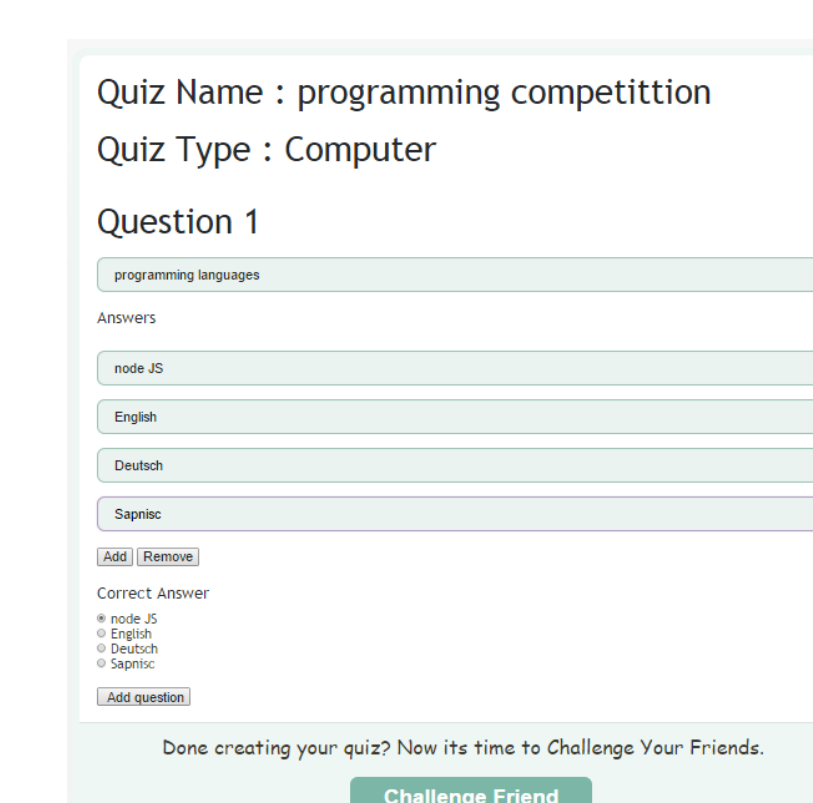 Quiz Name : programming competittion
Quiz Type : Computer
Question 1
programming languages
Answers
node JS
English
Deutsch
Sapnisc
Add Remove
Correct Answer
node JS
English
Deutsch
Sapnisc
Add question
Done creating your quiz? Now its time to Challenge Your Friends.
Challenge Friend